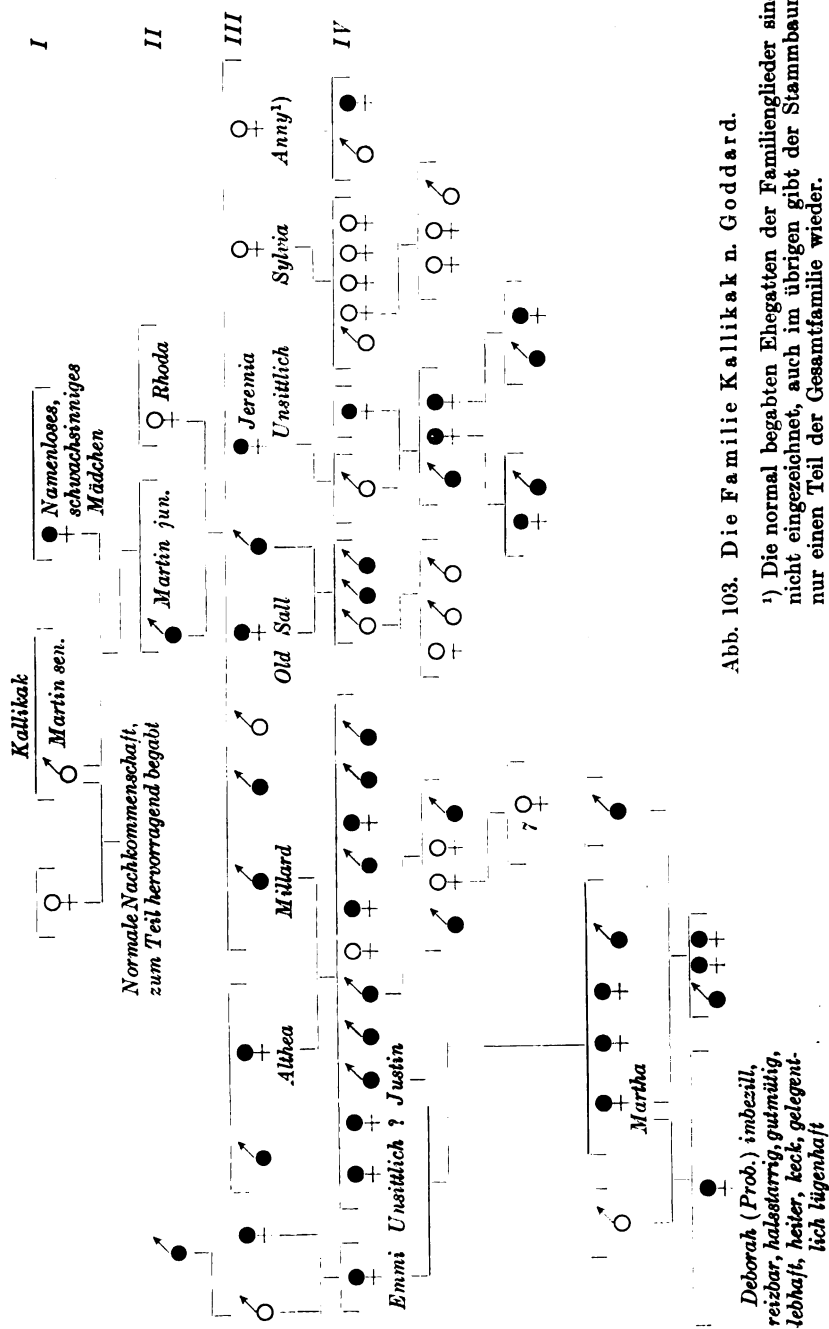 I
II
III
IV
Kallikak
Martin sen.
Namenloses,
schwachsinniges
Mädchen
Normale Nachkommenschaft,
zum Teil hervorragend begabt
Martin jun.
Rhoda
Althea
Millard
Old Sall
Jeremia
Unsittlich
Sylvia
Anny¹)
Emmi Unsittlich ? Justin
7
Martha
Deborah (Prob.) imbezill,
reizbar, halsstarrig, gutmütig,
lebhaft, heiter, keck, gelegent-
lich lügenhaft
Abb. 103. Die Familie Kallikak n. Goddard.
¹) Die normal begabten Ehegatten der Familienglieder sin
nicht eingezeichnet, auch im übrigen gibt der Stammbau
nur einen Teil der Gesamtfamilie wieder.